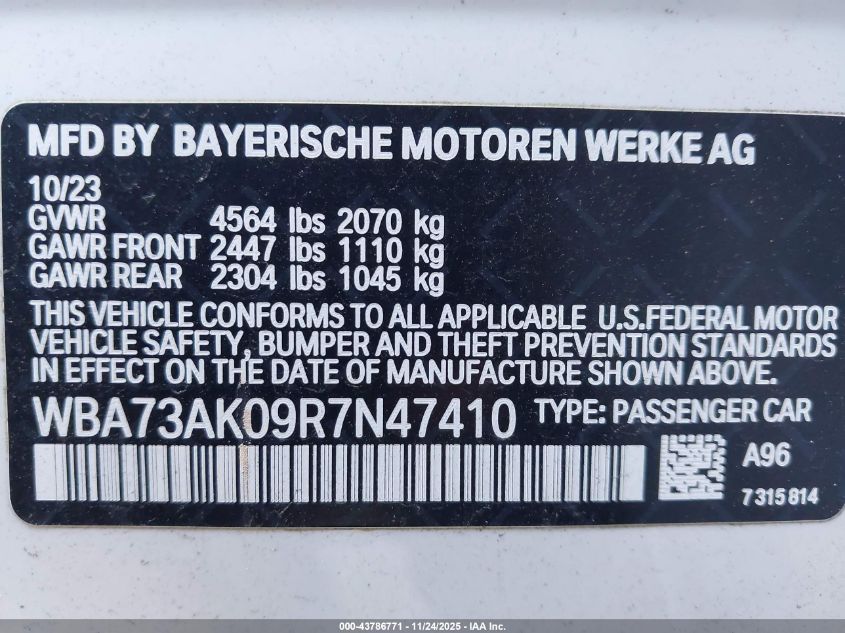 MFD BY BAYERISCHE MOTOREN WERKE AG
10/23
GVWR 4564 lbs 2070 kg
GAWR FRONT 2447 lbs 1110 kg
GAWR REAR 2304 lbs 1045 kg
THIS VEHICLE CONFORMS TO ALL APPLICABLE U.S.FEDERAL MOTOR
VEHICLE SAFETY, BUMPER AND THEFT PREVENTION STANDARDS
IN EFFECT ON THE DATE OF MANUFACTURE SHOWN ABOVE.
WBA73AK09R7N47410 TYPE: PASSENGER CAR
A96
7315814
000-43786771 - 11/24/2025 - IAA Inc.